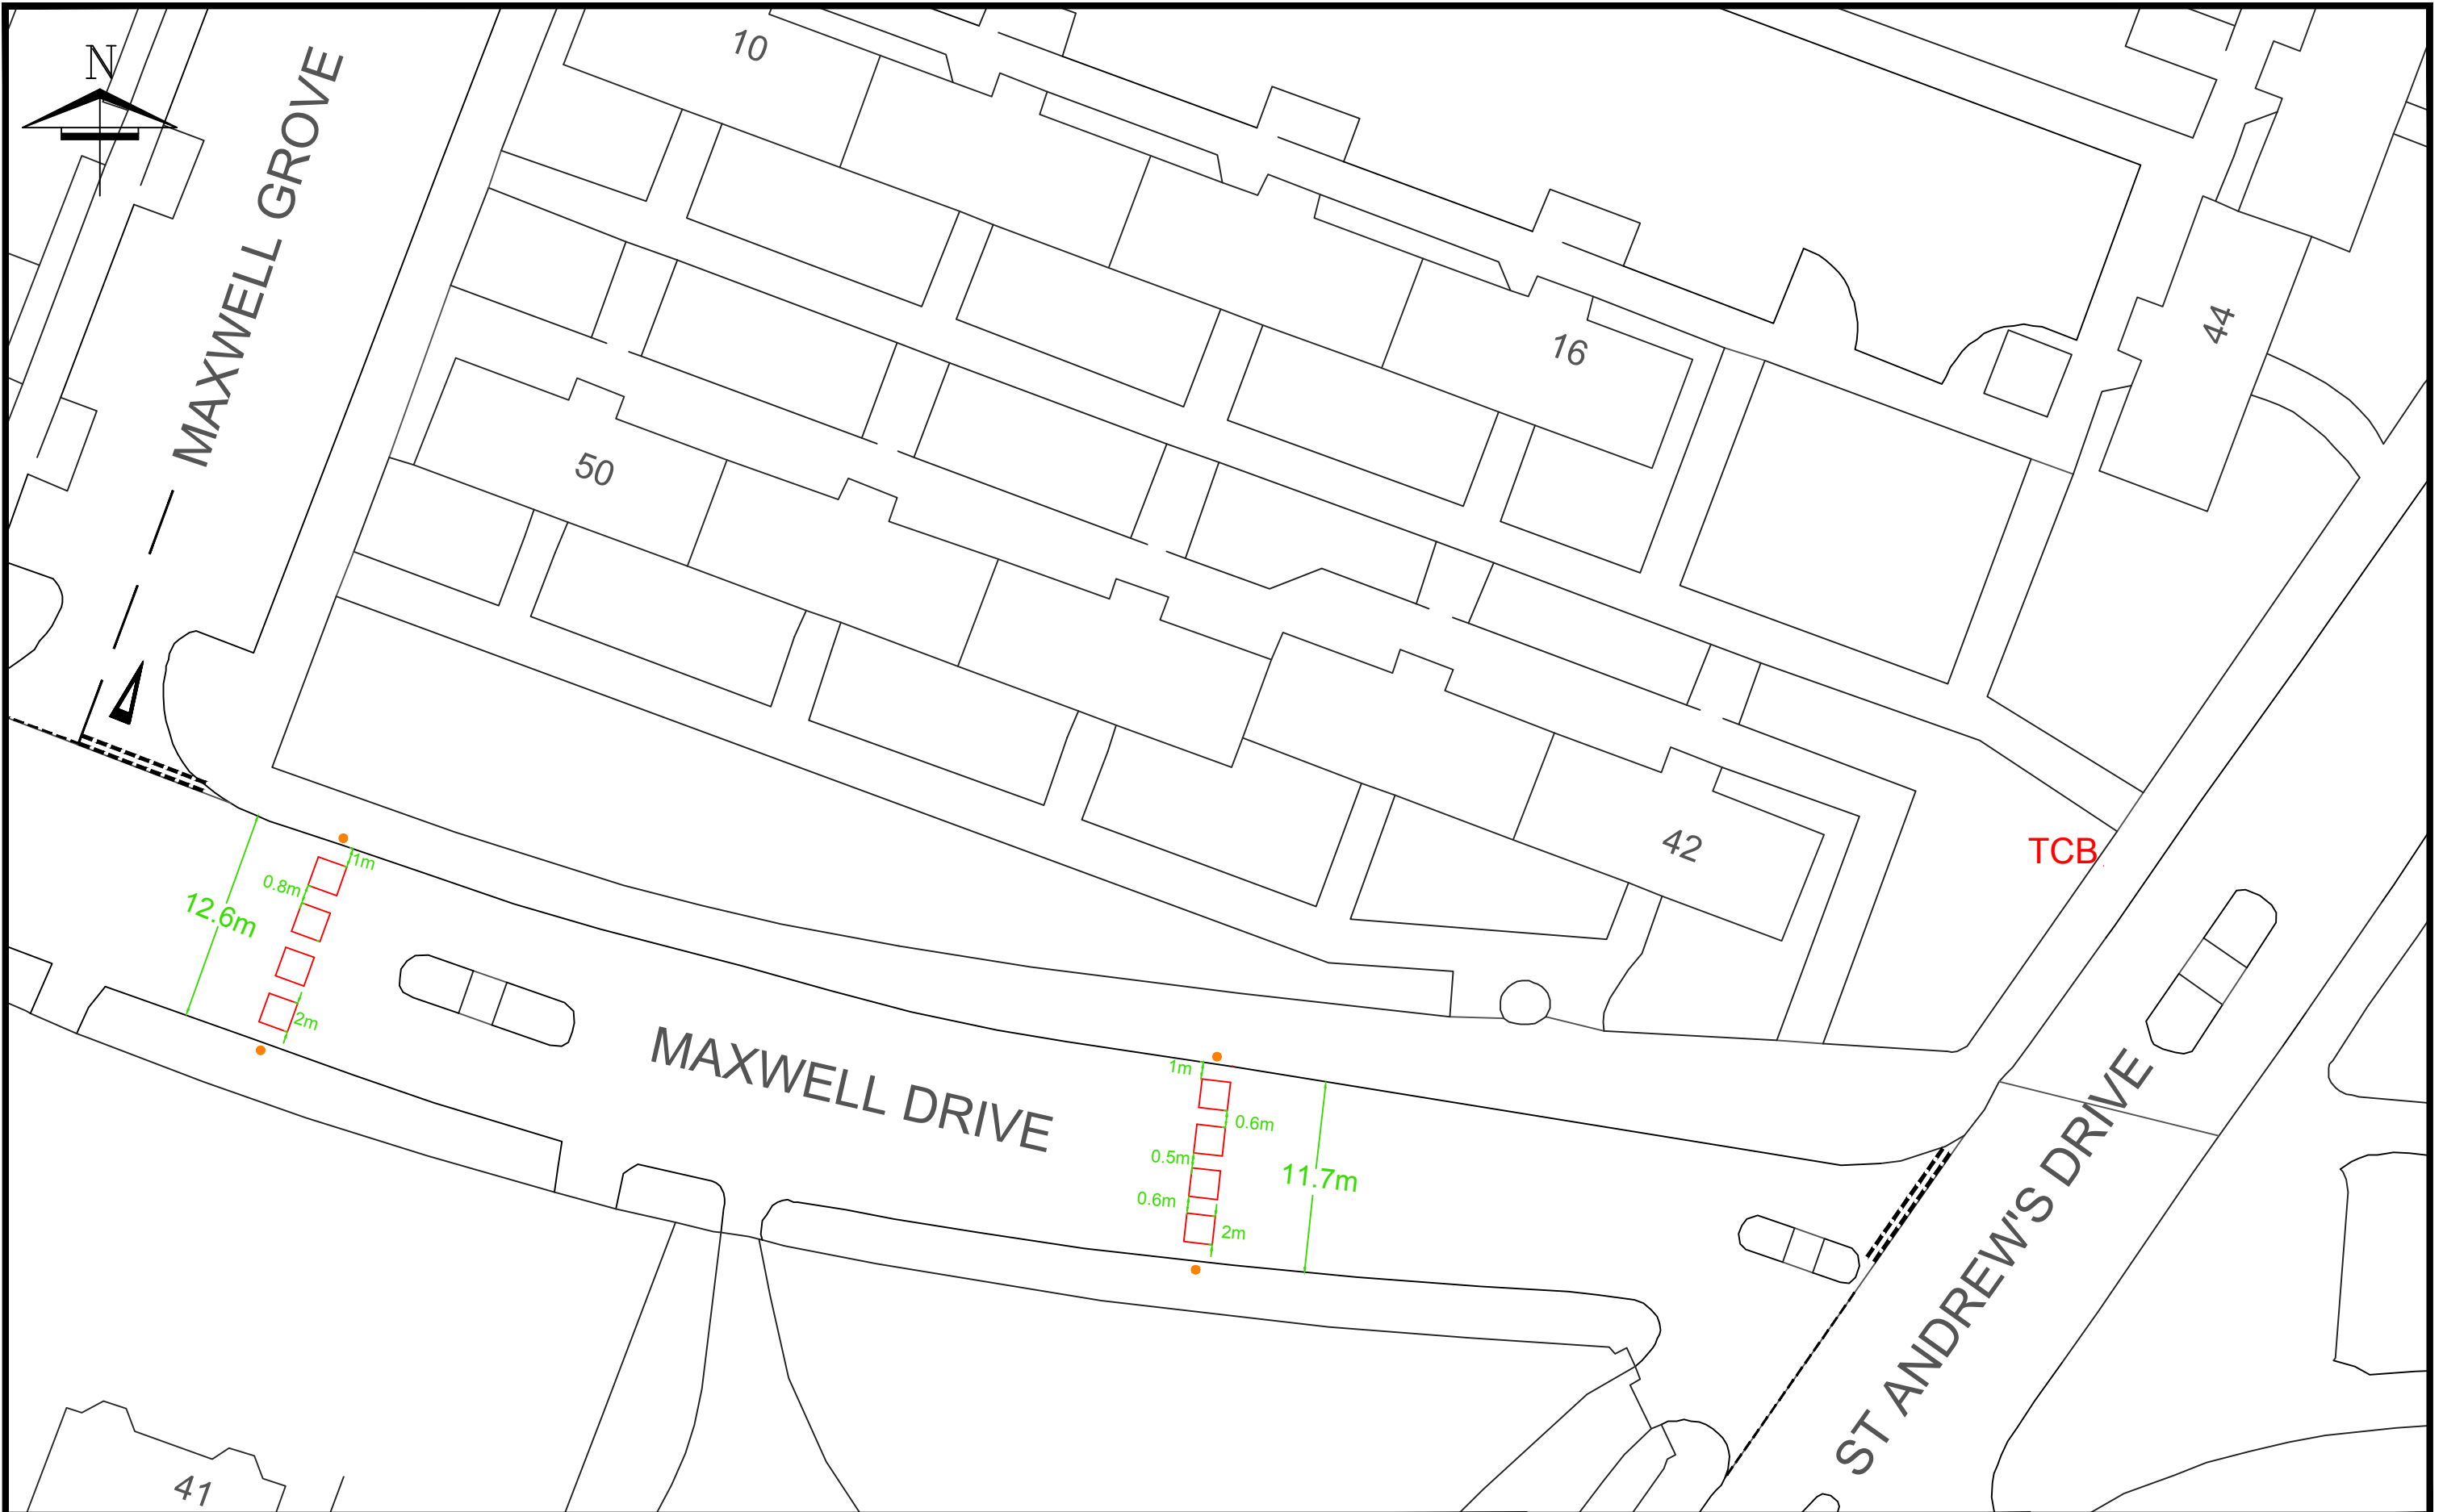 N
MAXWELL GROVE
10
16
44
50
42
TCB
1m
0.8m
12.6m
2m
MAXWELL DRIVE
1m
0.6m
0.5m
11.7m
0.6m
2m
ST ANDREW'S DRIVE
41